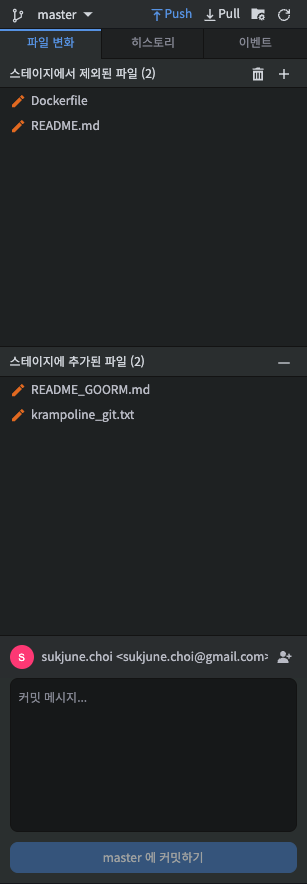 master Push Pull
파일 변화 히스토리 이벤트
스테이지에서 제외된 파일 (2)
Dockerfile
README.md
스테이지에 추가된 파일 (2)
README_GOORM.md
krampoline_git.txt
S sukjune.choi <sukjune.choi@gmail.com>
커밋 메시지...
master 에 커밋하기